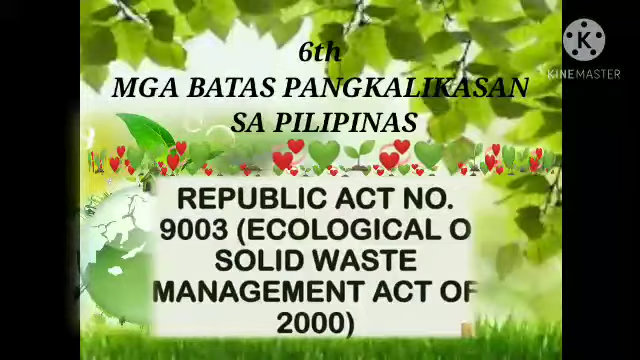 6th
MGA BATAS PANGKALIKASAN
SA PILIPINAS
KINEMASTER
REPUBLIC ACT NO.
9003 (ECOLOGICAL O
SOLID WASTE
MANAGEMENT ACT OF
2000)